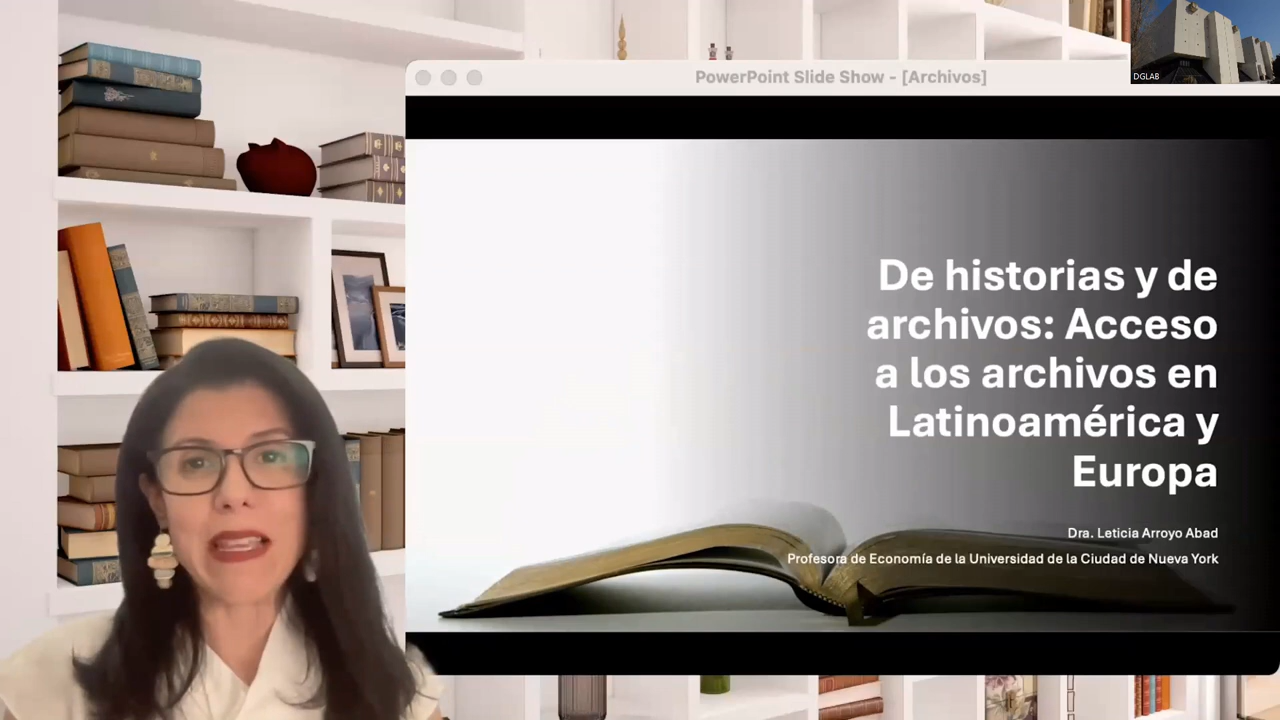 DGLAB
PowerPoint Slide Show - [Archivos]
De historias y de
archivos: Acceso
a los archivos en
Latinoamérica y
Europa
Dra. Leticia Arroyo Abad
Profesora de Economía de la Universidad de la Ciudad de Nueva York